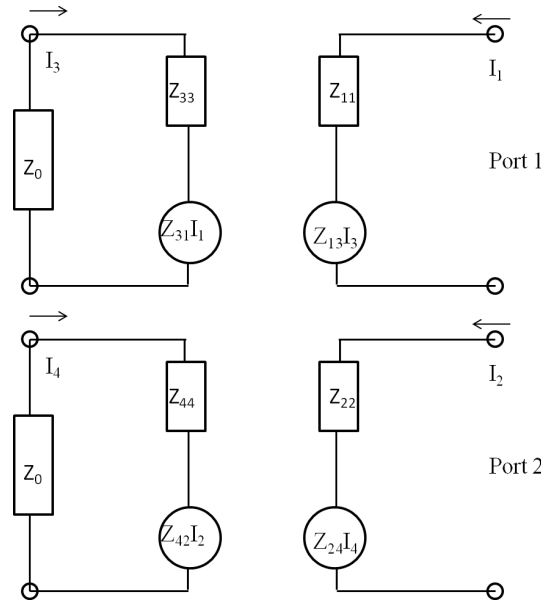 I3
I1
Z33
Z11
Z0
Port 1
Z31I1
Z13I3
I4
I2
Z44
Z22
Z0
Port 2
Z42I2
Z24I4